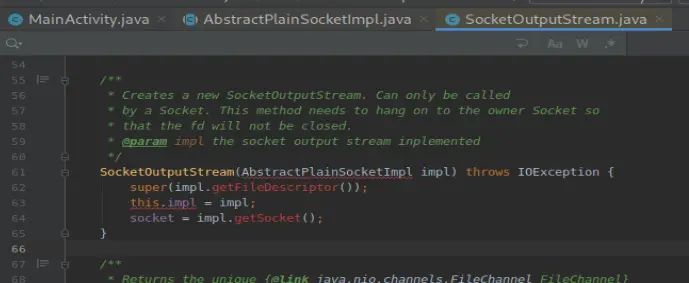 MainActivity.java × AbstractPlainSocketImpl.java × SocketOutputStream.java ×
Aa W .*
54
55 /**
56 * Creates a new SocketOutputStream. Can only be called
57 * by a Socket. This method needs to hang on to the owner Socket so
58 * that the fd will not be closed.
59 * @param impl the socket output stream inplemented
60 */
61 SocketOutputStream(AbstractPlainSocketImpl impl) throws IOException {
62 super(impl.getFileDescriptor());
63 this.impl = impl;
64 socket = impl.getSocket();
65 }
66
67 /**
68 * Returns the unique {@link java.nio.channels.FileChannel FileChannel}